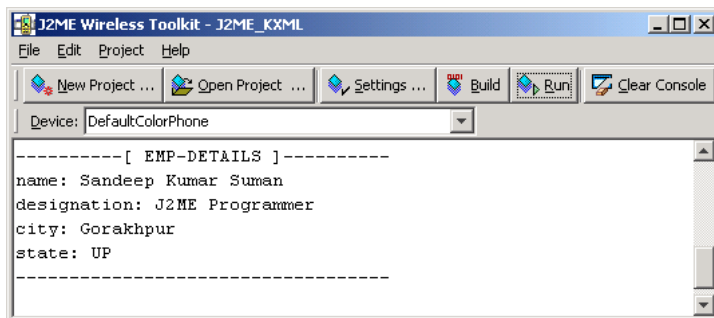 J2ME Wireless Toolkit - J2ME_KXML
File Edit Project Help
New Project ... Open Project ... Settings ... Build Run Clear Console
Device: DefaultColorPhone
----------[ EMP-DETAILS ]----------
name: Sandeep Kumar Suman
designation: J2ME Programmer
city: Gorakhpur
state: UP
-----------------------------------